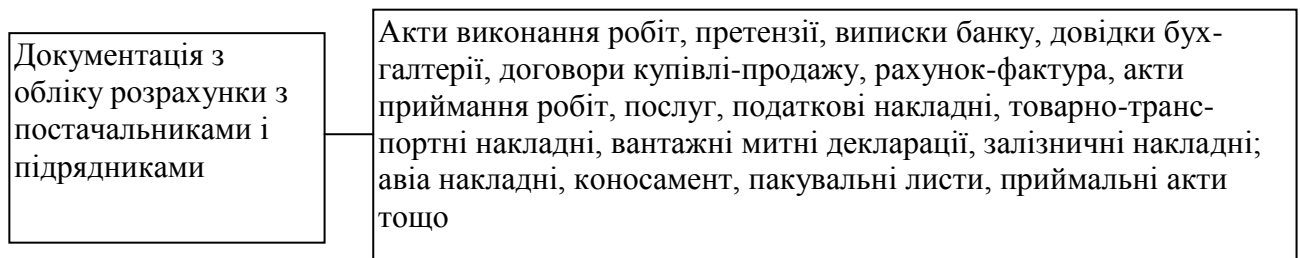 Документація з
обліку розрахунки з
постачальниками і
підрядниками
Акти виконання робіт, претензії, виписки банку, довідки бух-
галтерії, договори купівлі-продажу, рахунок-фактура, акти
приймання робіт, послуг, податкові накладні, товарно-транс-
портні накладні, вантажні митні декларації, залізничні накладні;
авіа накладні, коносамент, пакувальні листи, приймальні акти
тощо